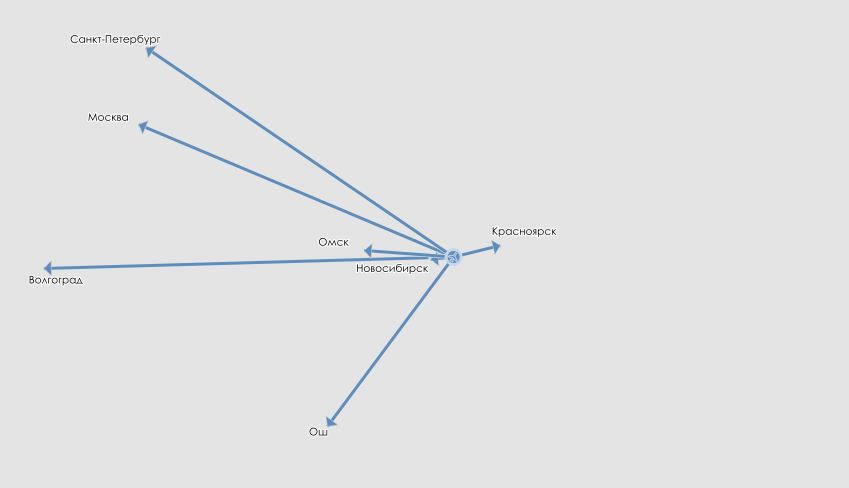 Санкт-Петербург
Москва
Красноярск
Омск
Новосибирск
Волгоград
Ош